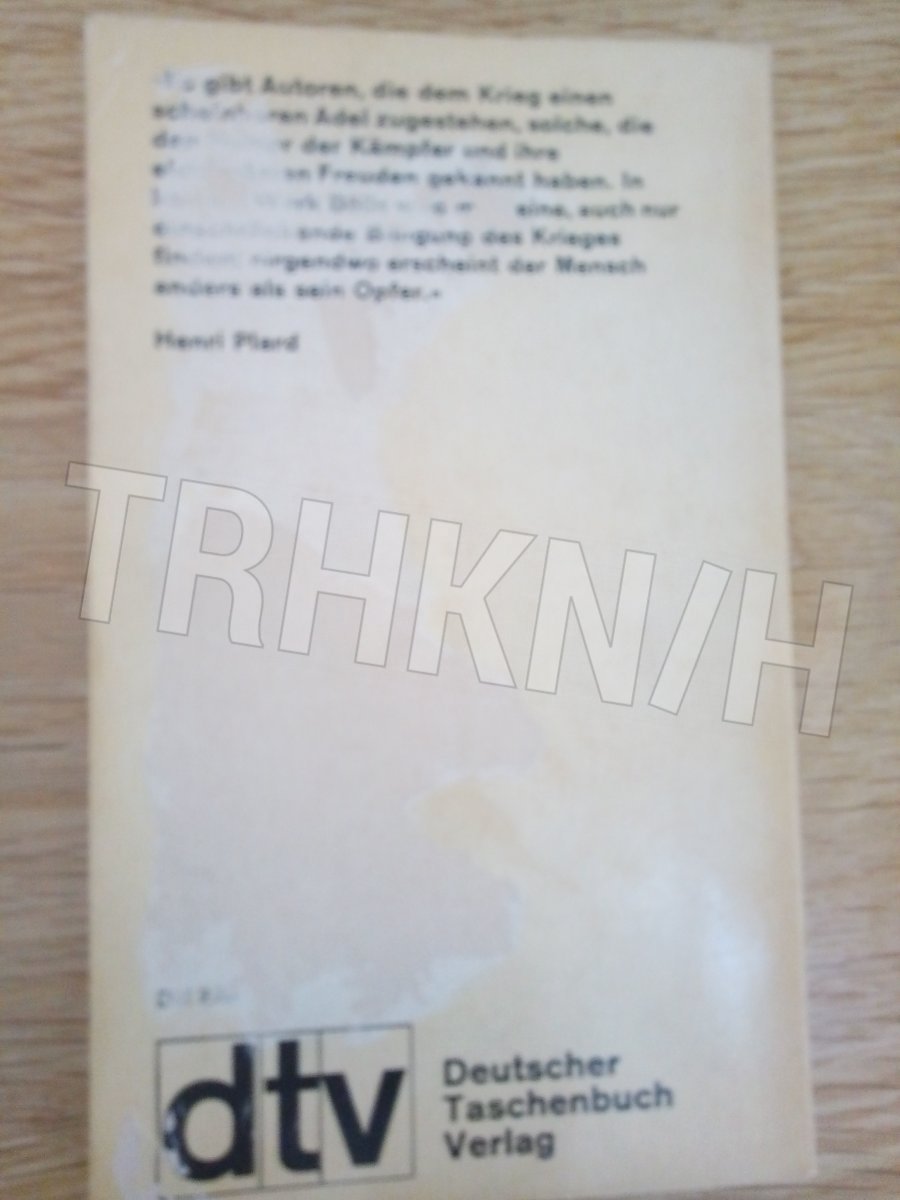 gibt Autoren, die dem Krieg einen
Adel zugestehen, solche, die
der Kämpfer und ihre
Freuden gekannt haben. In
eine, auch nur
des Krieges
nirgendwo erscheint der Mensch
anders als sein Opfer.«
Henri Plard
TRHKN/H
dtv
Deutscher
Taschenbuch
Verlag